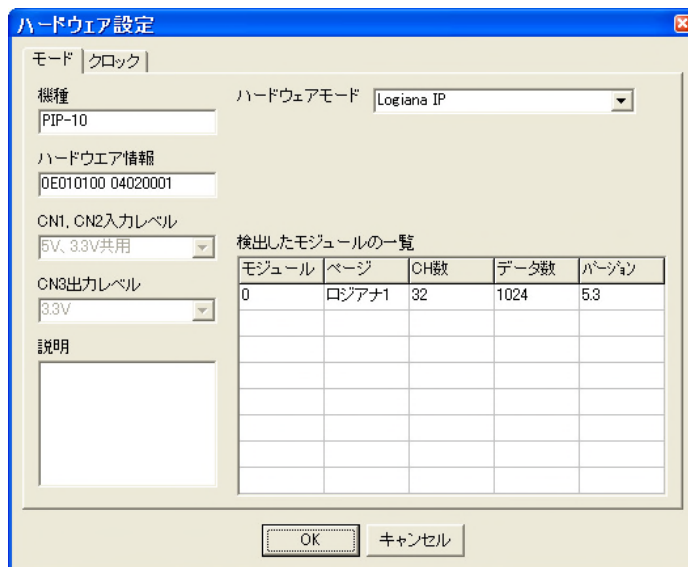 ハードウェア設定
モード クロック
機種
PIP-10
ハードウェアモード Logiana IP
ハードウエア情報
0E010100 04020001
CN1, CN2入力レベル
5V、3.3V共用
CN3出力レベル
3.3V
説明
検出したモジュールの一覧
モジュール ページ CH数 データ数 バージョン
0 ロジアナ1 32 1024 5.3
OK キャンセル